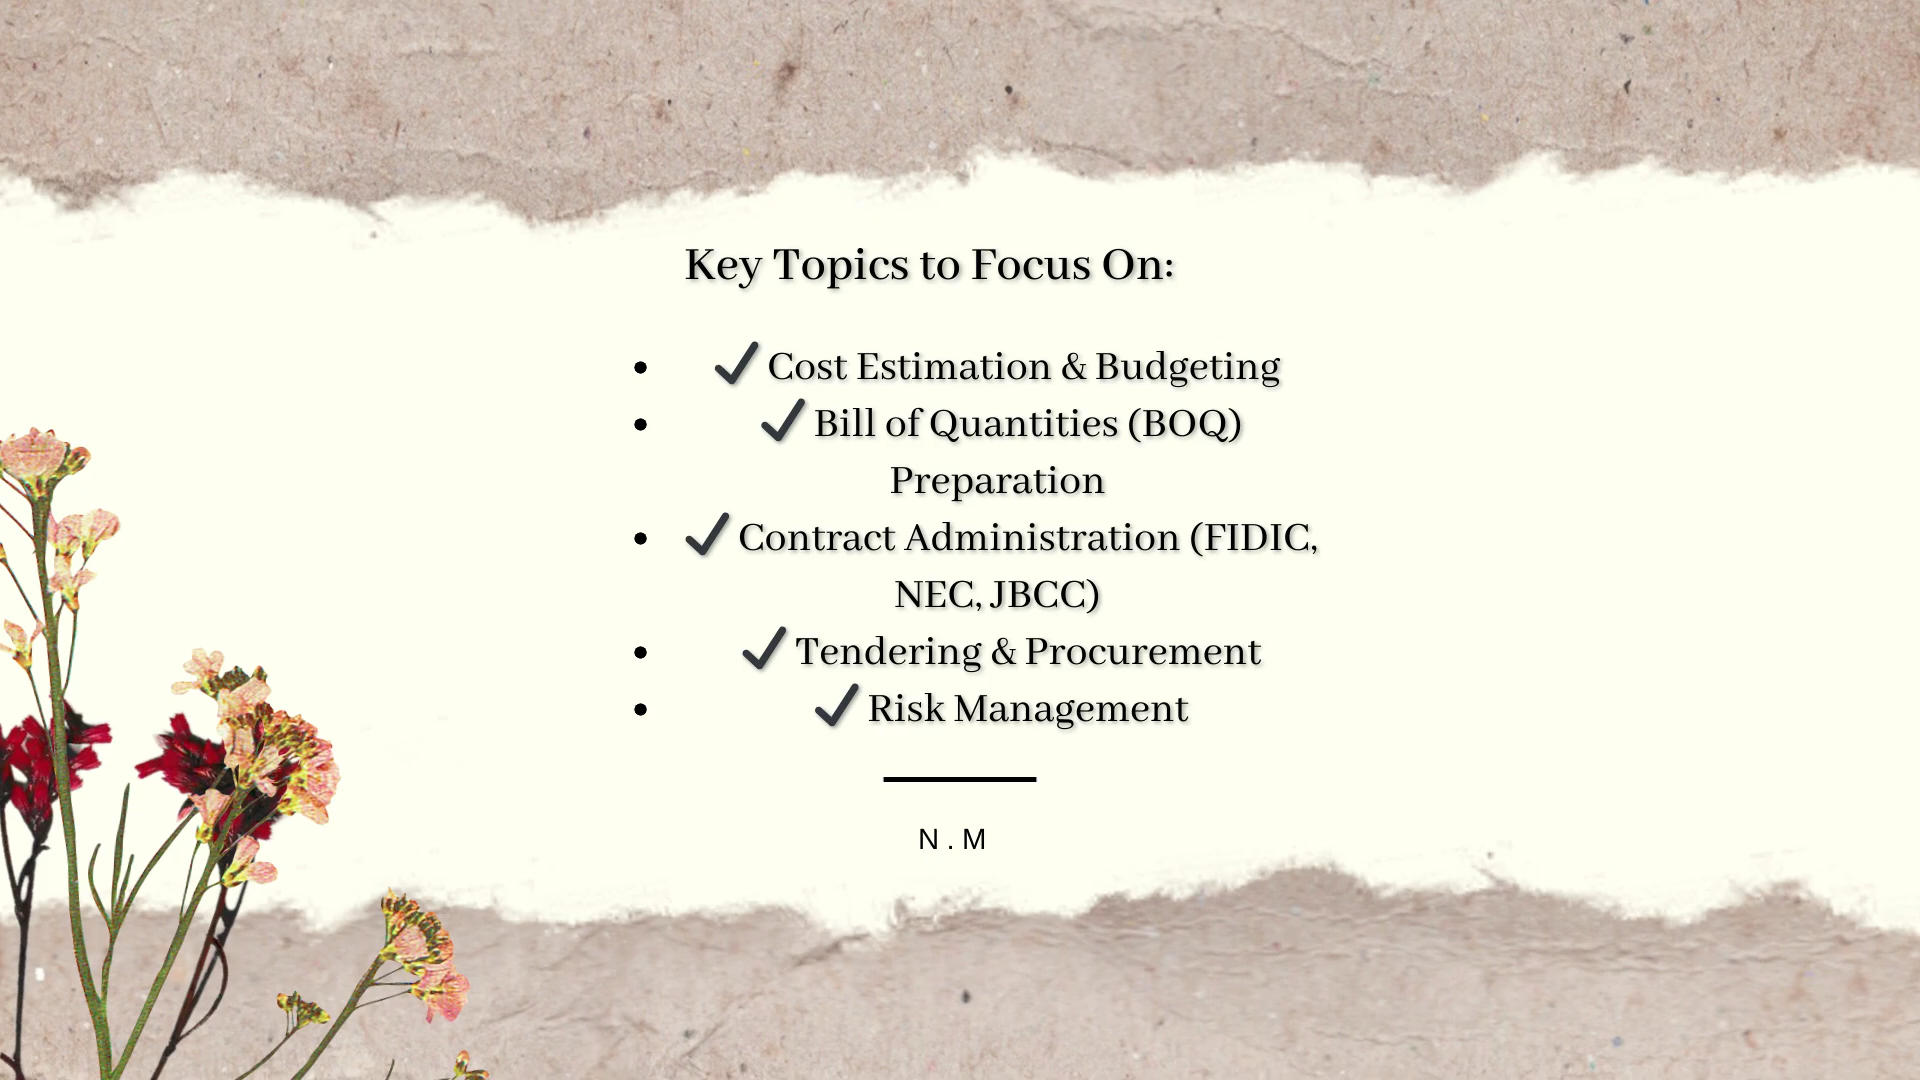 Key Topics to Focus On:
• ✔ Cost Estimation & Budgeting
• ✔ Bill of Quantities (BOQ)
Preparation
• ✔ Contract Administration (FIDIC,
NEC, JBCC)
• ✔ Tendering & Procurement
• ✔ Risk Management
N.M